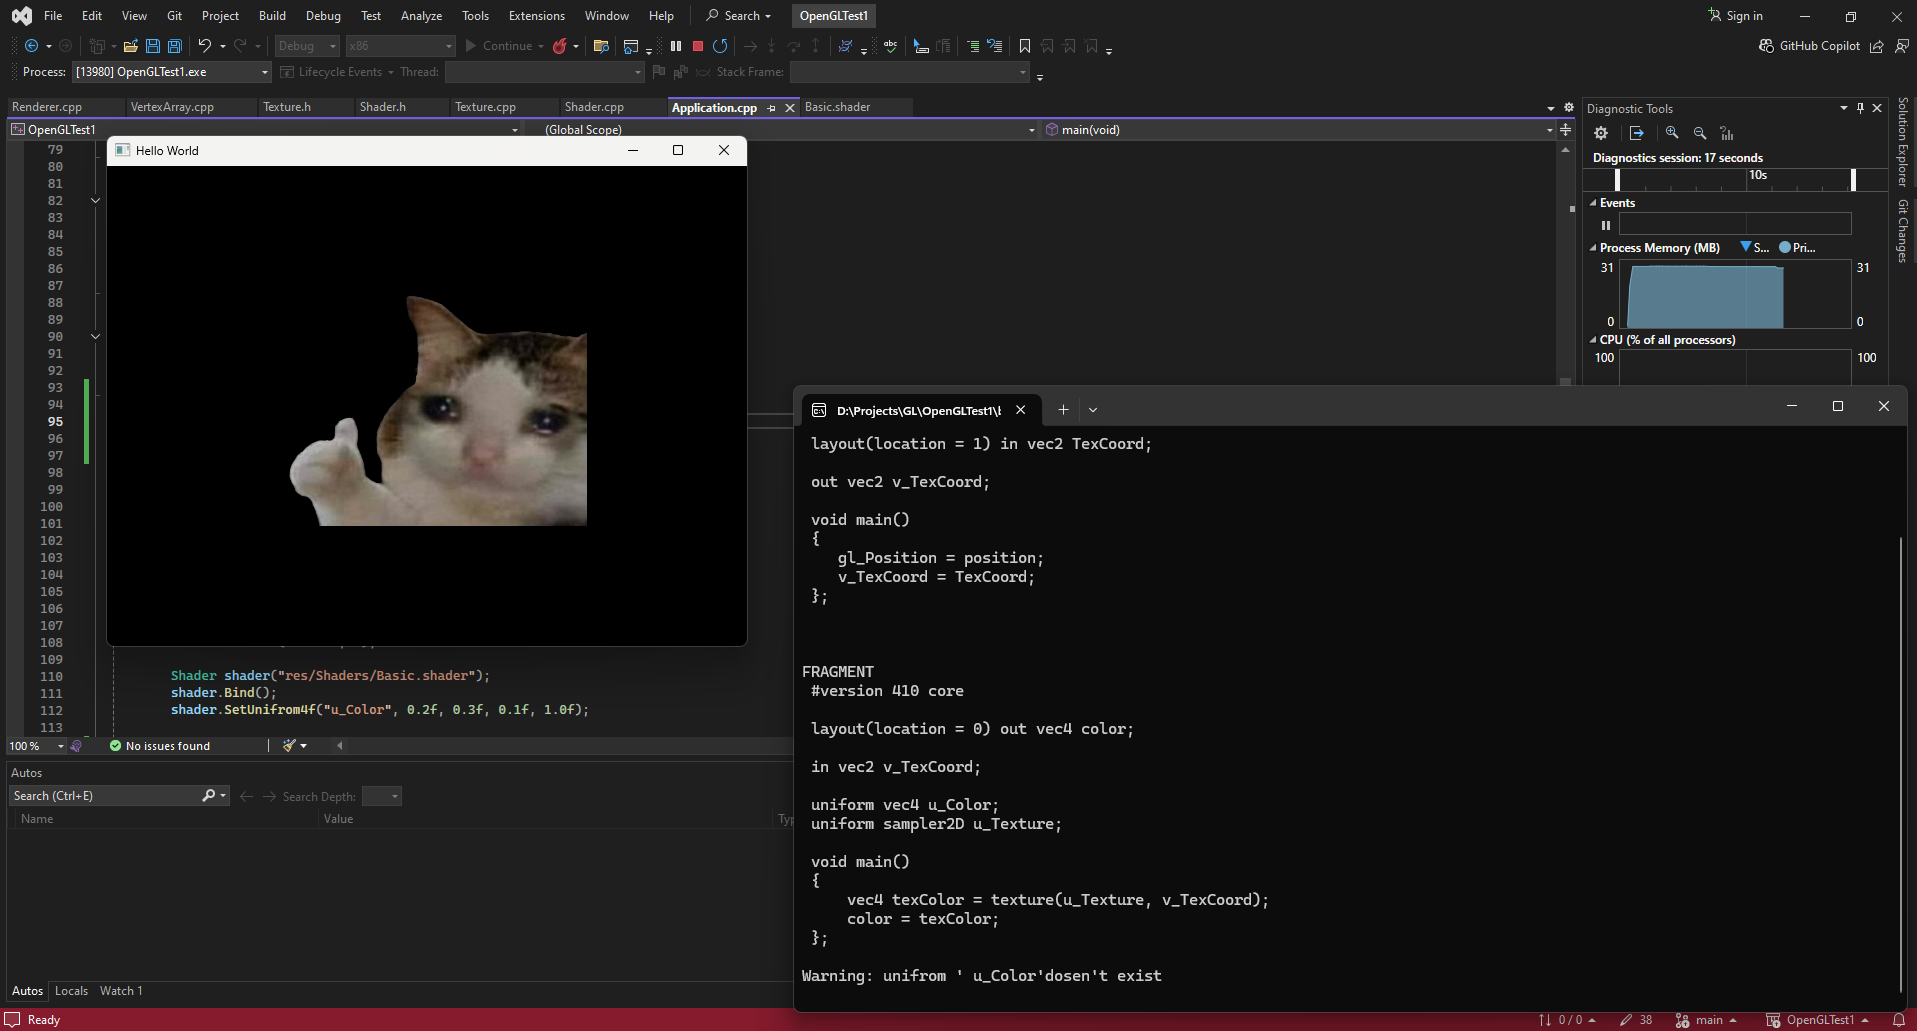 File Edit View Git Project Build Debug Test Analyze Tools Extensions Window Help Search OpenGLTest1 Sign in
Debug x86 Continue GitHub Copilot
Process: [13980] OpenGLTest1.exe Lifecycle Events Thread: Stack Frame:
Renderer.cpp VertexArray.cpp Texture.h Shader.h Texture.cpp Shader.cpp Application.cpp Basic.shader
OpenGLTest1 (Global Scope) main(void)
Hello World
79
80
81
82
83
84
85
86
87
88
89
90
91
92
93
94
95
96
97
98
99
100
101
102
103
104
105
106
107
108
109
110 Shader shader("res/Shaders/Basic.shader");
111 shader.Bind();
112 shader.SetUnifrom4f("u_Color", 0.2f, 0.3f, 0.1f, 1.0f);
113
100 % No issues found
Autos
Search (Ctrl+E) Search Depth:
Name Value Typ
Autos Locals Watch 1
Diagnostic Tools
Diagnostics session: 17 seconds
10s
Events
Process Memory (MB) S... Pri...
31 31
0 0
CPU (% of all processors)
100 100
Solution Explorer
Git Changes
D:\Projects\GL\OpenGLTest1\
layout(location = 1) in vec2 TexCoord;
out vec2 v_TexCoord;
void main()
{
gl_Position = position;
v_TexCoord = TexCoord;
};
FRAGMENT
#version 410 core
layout(location = 0) out vec4 color;
in vec2 v_TexCoord;
uniform vec4 u_Color;
uniform sampler2D u_Texture;
void main()
{
vec4 texColor = texture(u_Texture, v_TexCoord);
color = texColor;
};
Warning: unifrom ' u_Color'dosen't exist
Ready 0 / 0 38 main OpenGLTest1